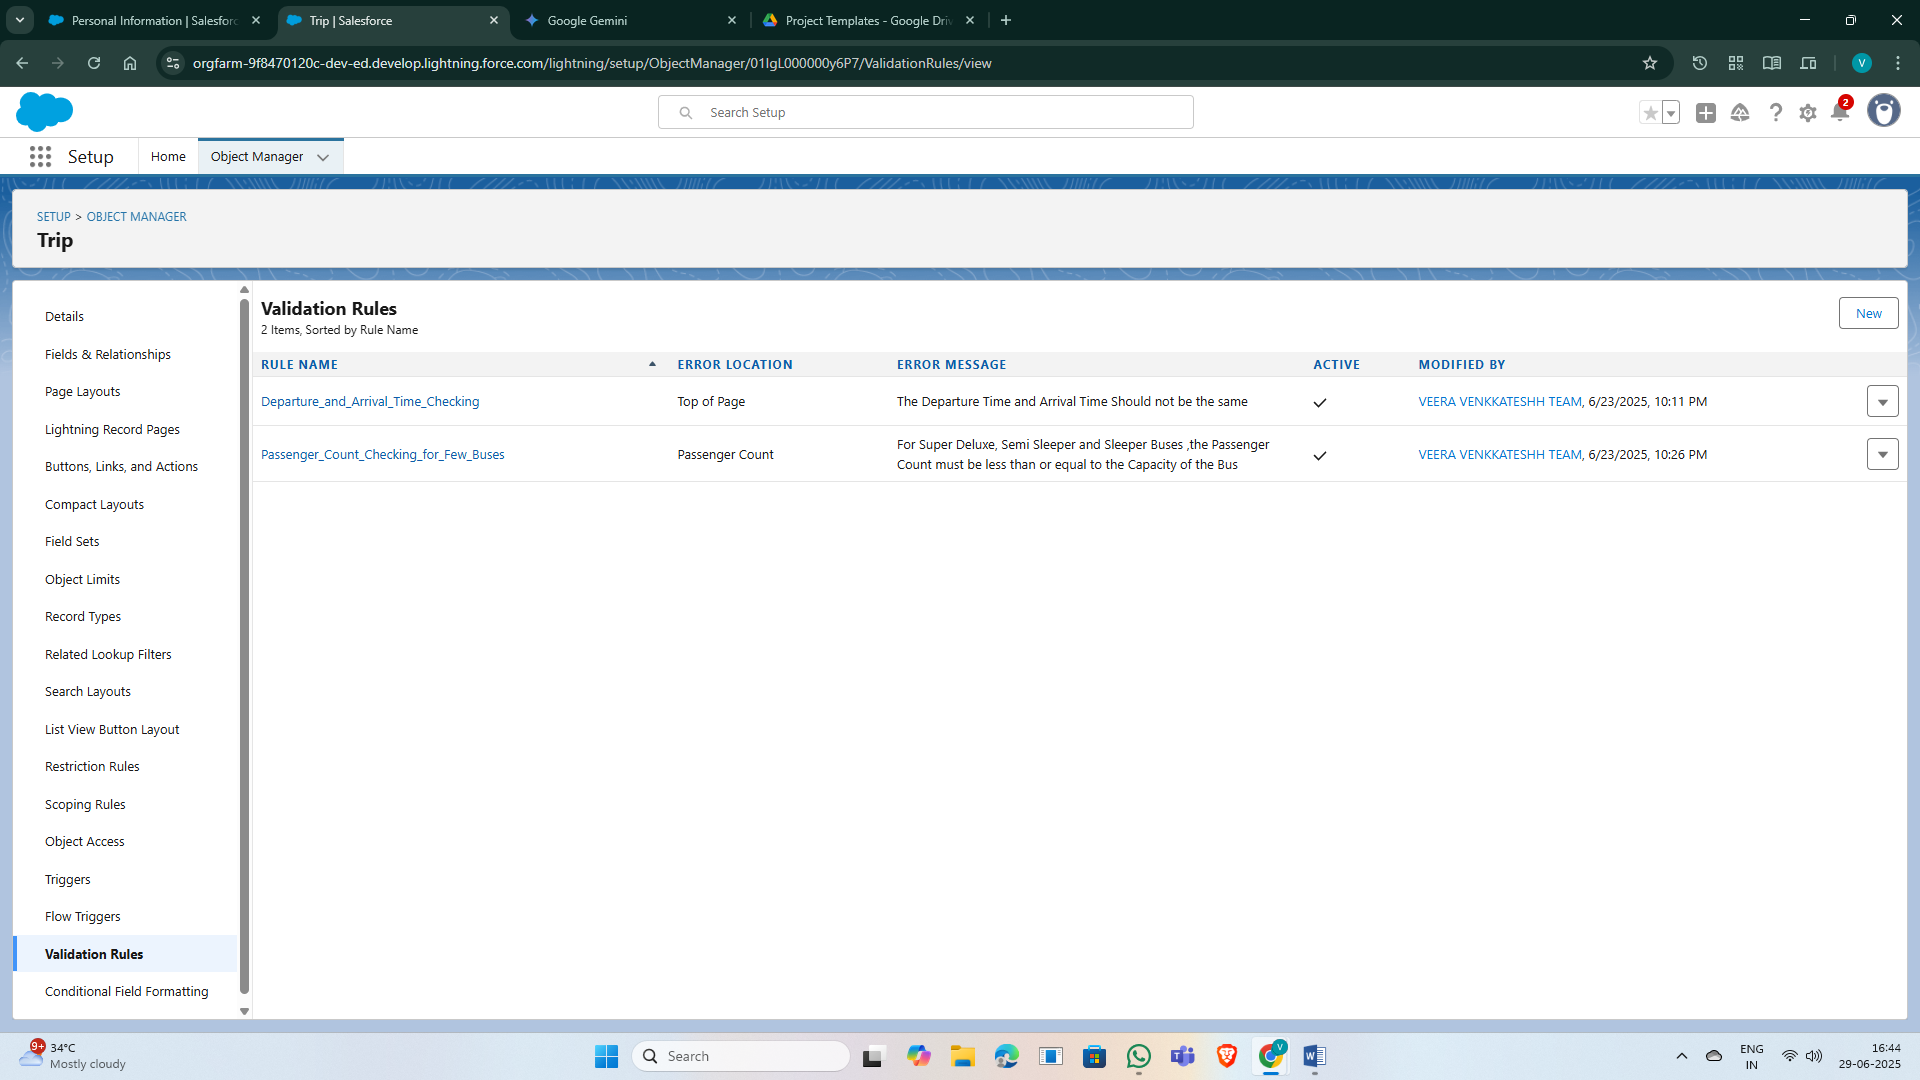 Personal Information | Salesforc
Trip | Salesforce
Google Gemini
Project Templates - Google Driv
orgfarm-9f8470120c-dev-ed.develop.lightning.force.com/lightning/setup/ObjectManager/01IgL000000y6P7/ValidationRules/view
V
Search Setup
2
Setup
Home
Object Manager
SETUP > OBJECT MANAGER
Trip
Details
Fields & Relationships
Page Layouts
Lightning Record Pages
Buttons, Links, and Actions
Compact Layouts
Field Sets
Object Limits
Record Types
Related Lookup Filters
Search Layouts
List View Button Layout
Restriction Rules
Scoping Rules
Object Access
Triggers
Flow Triggers
Validation Rules
Conditional Field Formatting
Validation Rules
2 Items, Sorted by Rule Name
New
RULE NAME ERROR LOCATION ERROR MESSAGE ACTIVE MODIFIED BY
Departure_and_Arrival_Time_Checking Top of Page The Departure Time and Arrival Time Should not be the same VEERA VENKKATESHH TEAM, 6/23/2025, 10:11 PM
Passenger_Count_Checking_for_Few_Buses Passenger Count For Super Deluxe, Semi Sleeper and Sleeper Buses ,the Passenger VEERA VENKKATESHH TEAM, 6/23/2025, 10:26 PM
Count must be less than or equal to the Capacity of the Bus
9+
34°C
Mostly cloudy
Search
V
ENG
IN
16:44
29-06-2025